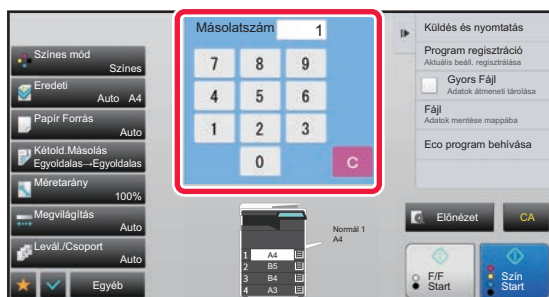 Színes mód
Színes
Eredeti
Auto A4
Papír Forrás
Auto
Kétold.Másolás
Egyoldalas→Egyoldalas
Méretarány
100%
Megvilágítás
Auto
Levál./Csoport
Auto
Egyéb
Másolatszám 1
7 8 9
4 5 6
1 2 3
0 C
Normál 1
A4
1 A4
2 B5
3 B4
4 A3
Küldés és nyomtatás
Program regisztráció
Aktuális beáll. regisztrálása
Gyors Fájl
Adatok átmeneti tárolása
Fájl
Adatok mentése mappába
Eco program behívása
Előnézet
CA
F/F
Start
Szín
Start